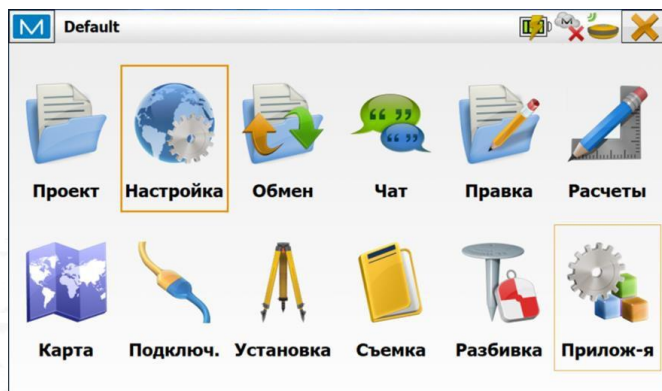 Default
Проект Настройка Обмен Чат Правка Расчеты
Карта Подключ. Установка Съемка Разбивка Прилож-я